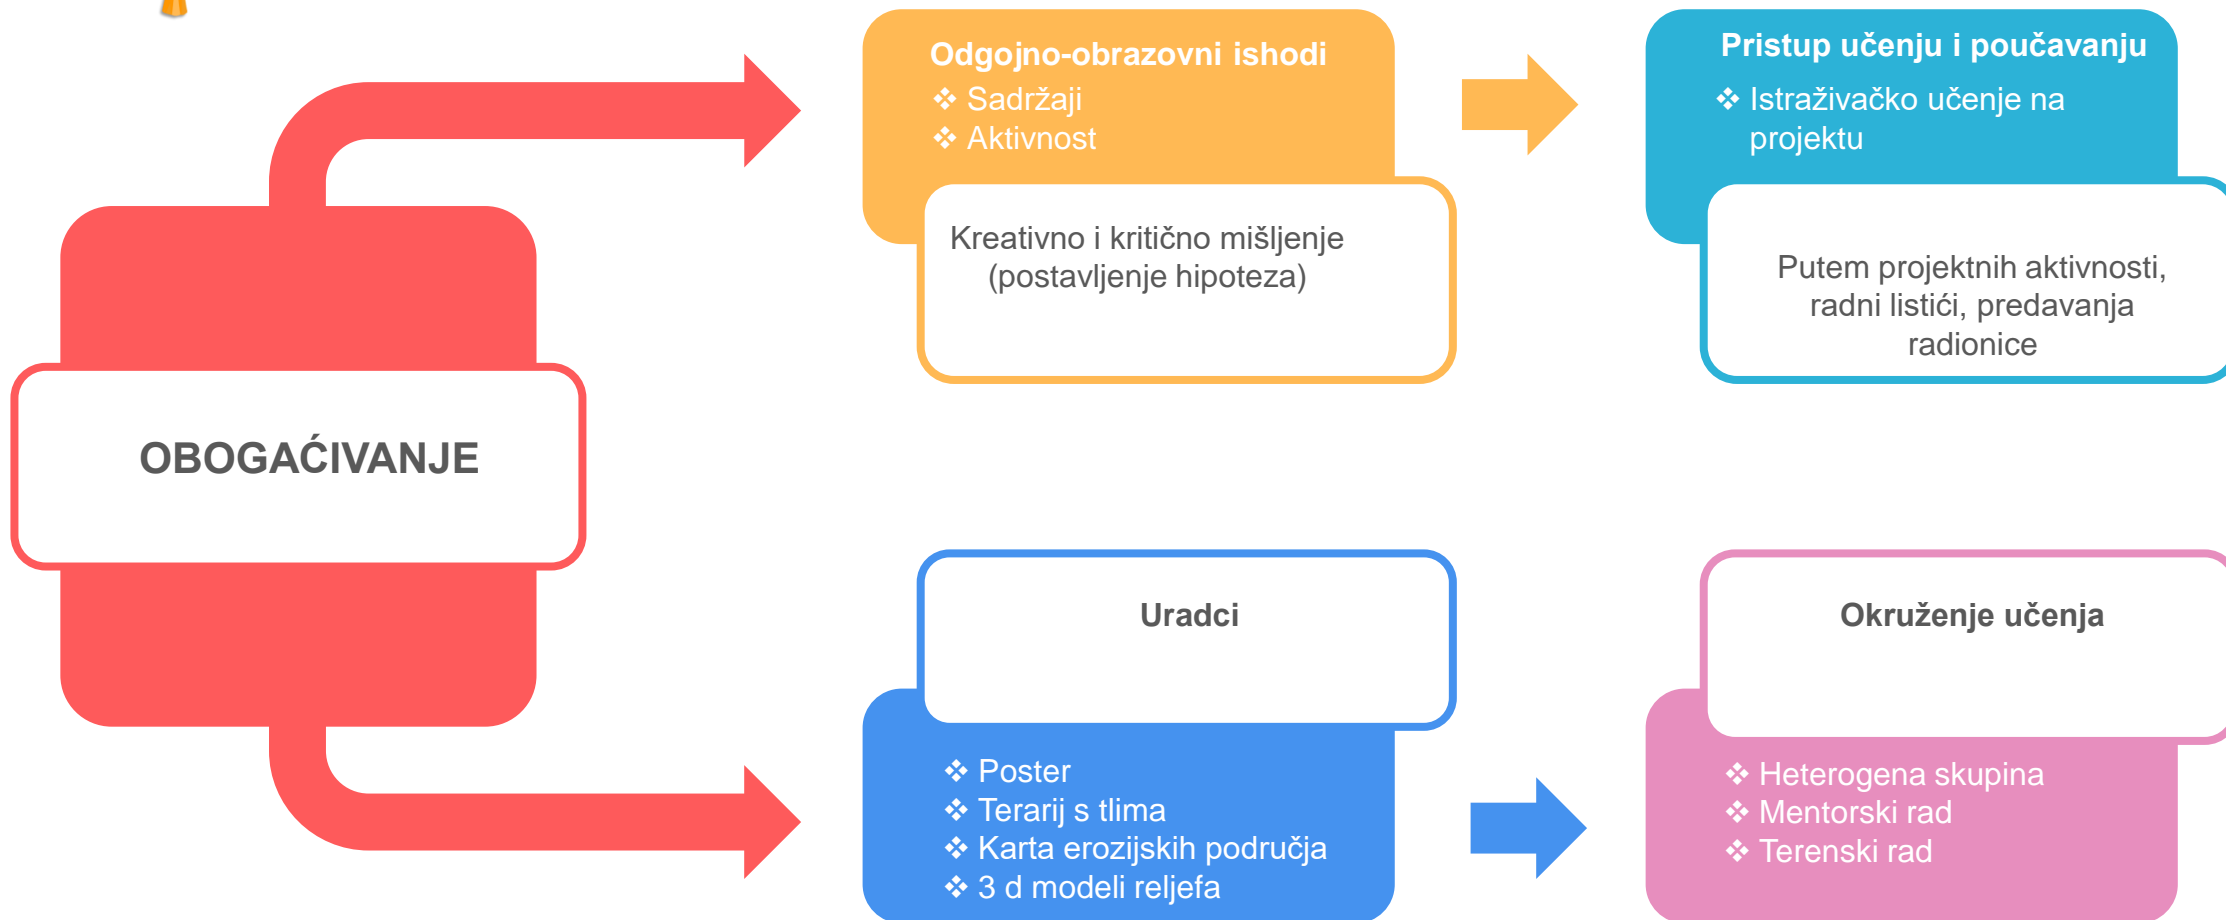 Odgojno-obrazovni ishodi
❖ Sadržaji
❖ Aktivnost
Kreativno i kritično mišljenje
(postavljenje hipoteza)
Pristup učenju i poučavanju
❖ Istraživačko učenje na
projektu
Putem projektnih aktivnosti,
radni listići, predavanja
radionice
OBOGAĆIVANJE
Uradci
❖ Poster
❖ Terarij s tlima
❖ Karta erozijskih područja
❖ 3 d modeli reljefa
Okruženje učenja
❖ Heterogena skupina
❖ Mentorski rad
❖ Terenski rad